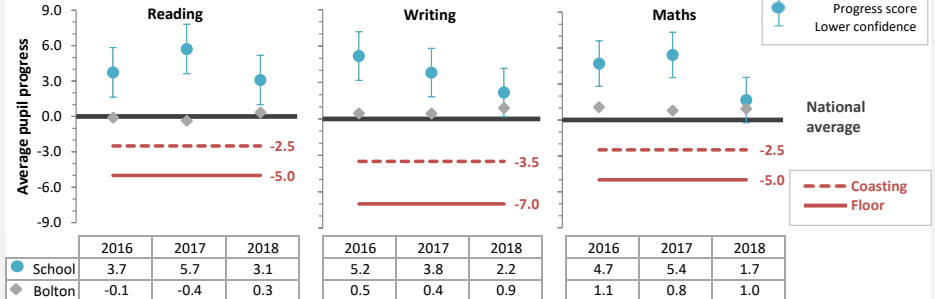 Reading
Writing
Maths
Progress score
Lower confidence
Average pupil progress
9.0
6.0
3.0
0.0
-3.0
-6.0
-9.0
-2.5
-5.0
-3.5
-7.0
-2.5
-5.0
National
average
Coasting
Floor
2016 2017 2018 2016 2017 2018 2016 2017 2018
School 3.7 5.7 3.1 5.2 3.8 2.2 4.7 5.4 1.7
Bolton -0.1 -0.4 0.3 0.5 0.4 0.9 1.1 0.8 1.0